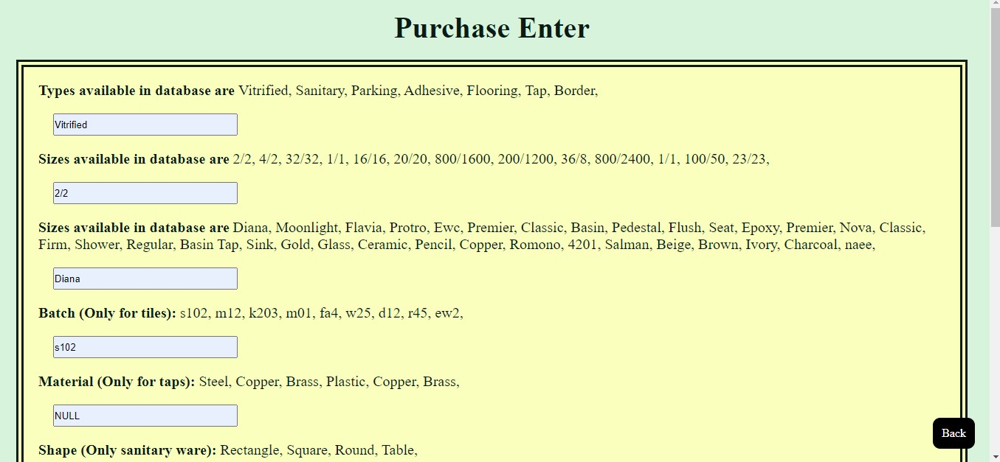 Purchase Enter
Types available in database are Vitrified, Sanitary, Parking, Adhesive, Flooring, Tap, Border,
Vitrified
Sizes available in database are 2/2, 4/2, 32/32, 1/1, 16/16, 20/20, 800/1600, 200/1200, 36/8, 800/2400, 1/1, 100/50, 23/23,
2/2
Sizes available in database are Diana, Moonlight, Flavia, Protro, Ewc, Premier, Classic, Basin, Pedestal, Flush, Seat, Epoxy, Premier, Nova, Classic,
Firm, Shower, Regular, Basin Tap, Sink, Gold, Glass, Ceramic, Pencil, Copper, Romono, 4201, Salman, Beige, Brown, Ivory, Charcoal, naee,
Diana
Batch (Only for tiles): s102, m12, k203, m01, fa4, w25, d12, r45, ew2,
s102
Material (Only for taps): Steel, Copper, Brass, Plastic, Copper, Brass,
NULL
Back
Shape (Only sanitary ware): Rectangle, Square, Round, Table,